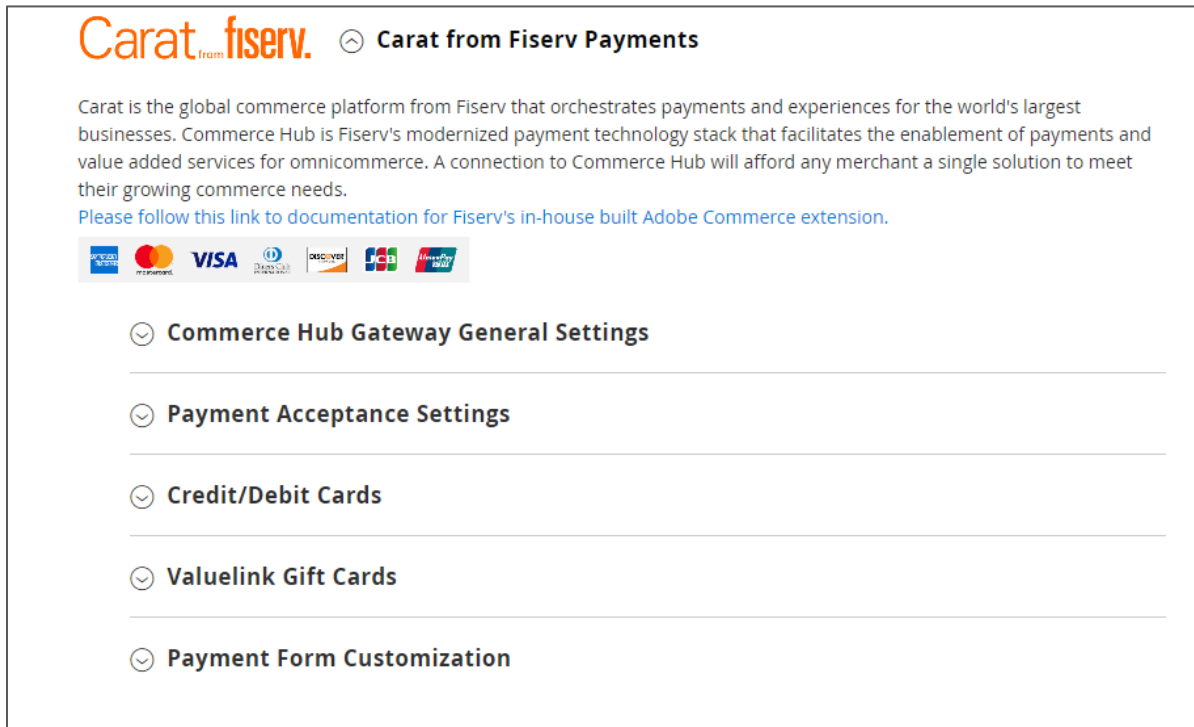 Carat from fiserv. Carat from Fiserv Payments
Carat is the global commerce platform from Fiserv that orchestrates payments and experiences for the world's largest
businesses. Commerce Hub is Fiserv's modernized payment technology stack that facilitates the enablement of payments and
value added services for omnicommerce. A connection to Commerce Hub will afford any merchant a single solution to meet
their growing commerce needs.
Please follow this link to documentation for Fiserv's in-house built Adobe Commerce extension.
mastercard. VISA Diners Club DISCOVER JCB UnionPay
Commerce Hub Gateway General Settings
Payment Acceptance Settings
Credit/Debit Cards
Valuelink Gift Cards
Payment Form Customization